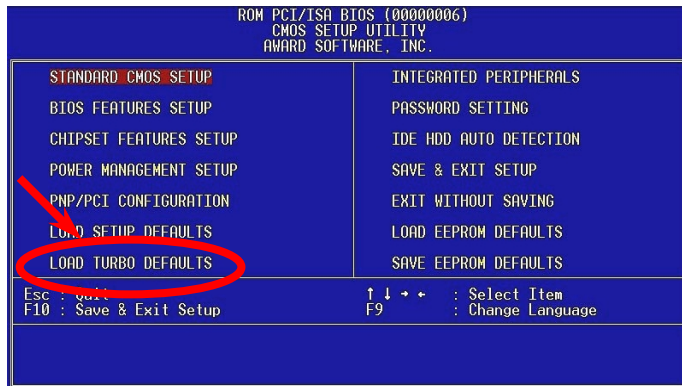 ROM PCI/ISA BIOS (00000006)
CMOS SETUP UTILITY
AWARD SOFTWARE, INC.
STANDARD CMOS SETUP
BIOS FEATURES SETUP
CHIPSET FEATURES SETUP
POWER MANAGEMENT SETUP
PNP/PCI CONFIGURATION
LOAD SETUP DEFAULTS
LOAD TURBO DEFAULTS
INTEGRATED PERIPHERALS
PASSWORD SETTING
IDE HDD AUTO DETECTION
SAVE & EXIT SETUP
EXIT WITHOUT SAVING
LOAD EEPROM DEFAULTS
SAVE EEPROM DEFAULTS
Esc : Quit
F10 : Save & Exit Setup
↑ ↓ → ← : Select Item
F9 : Change Language